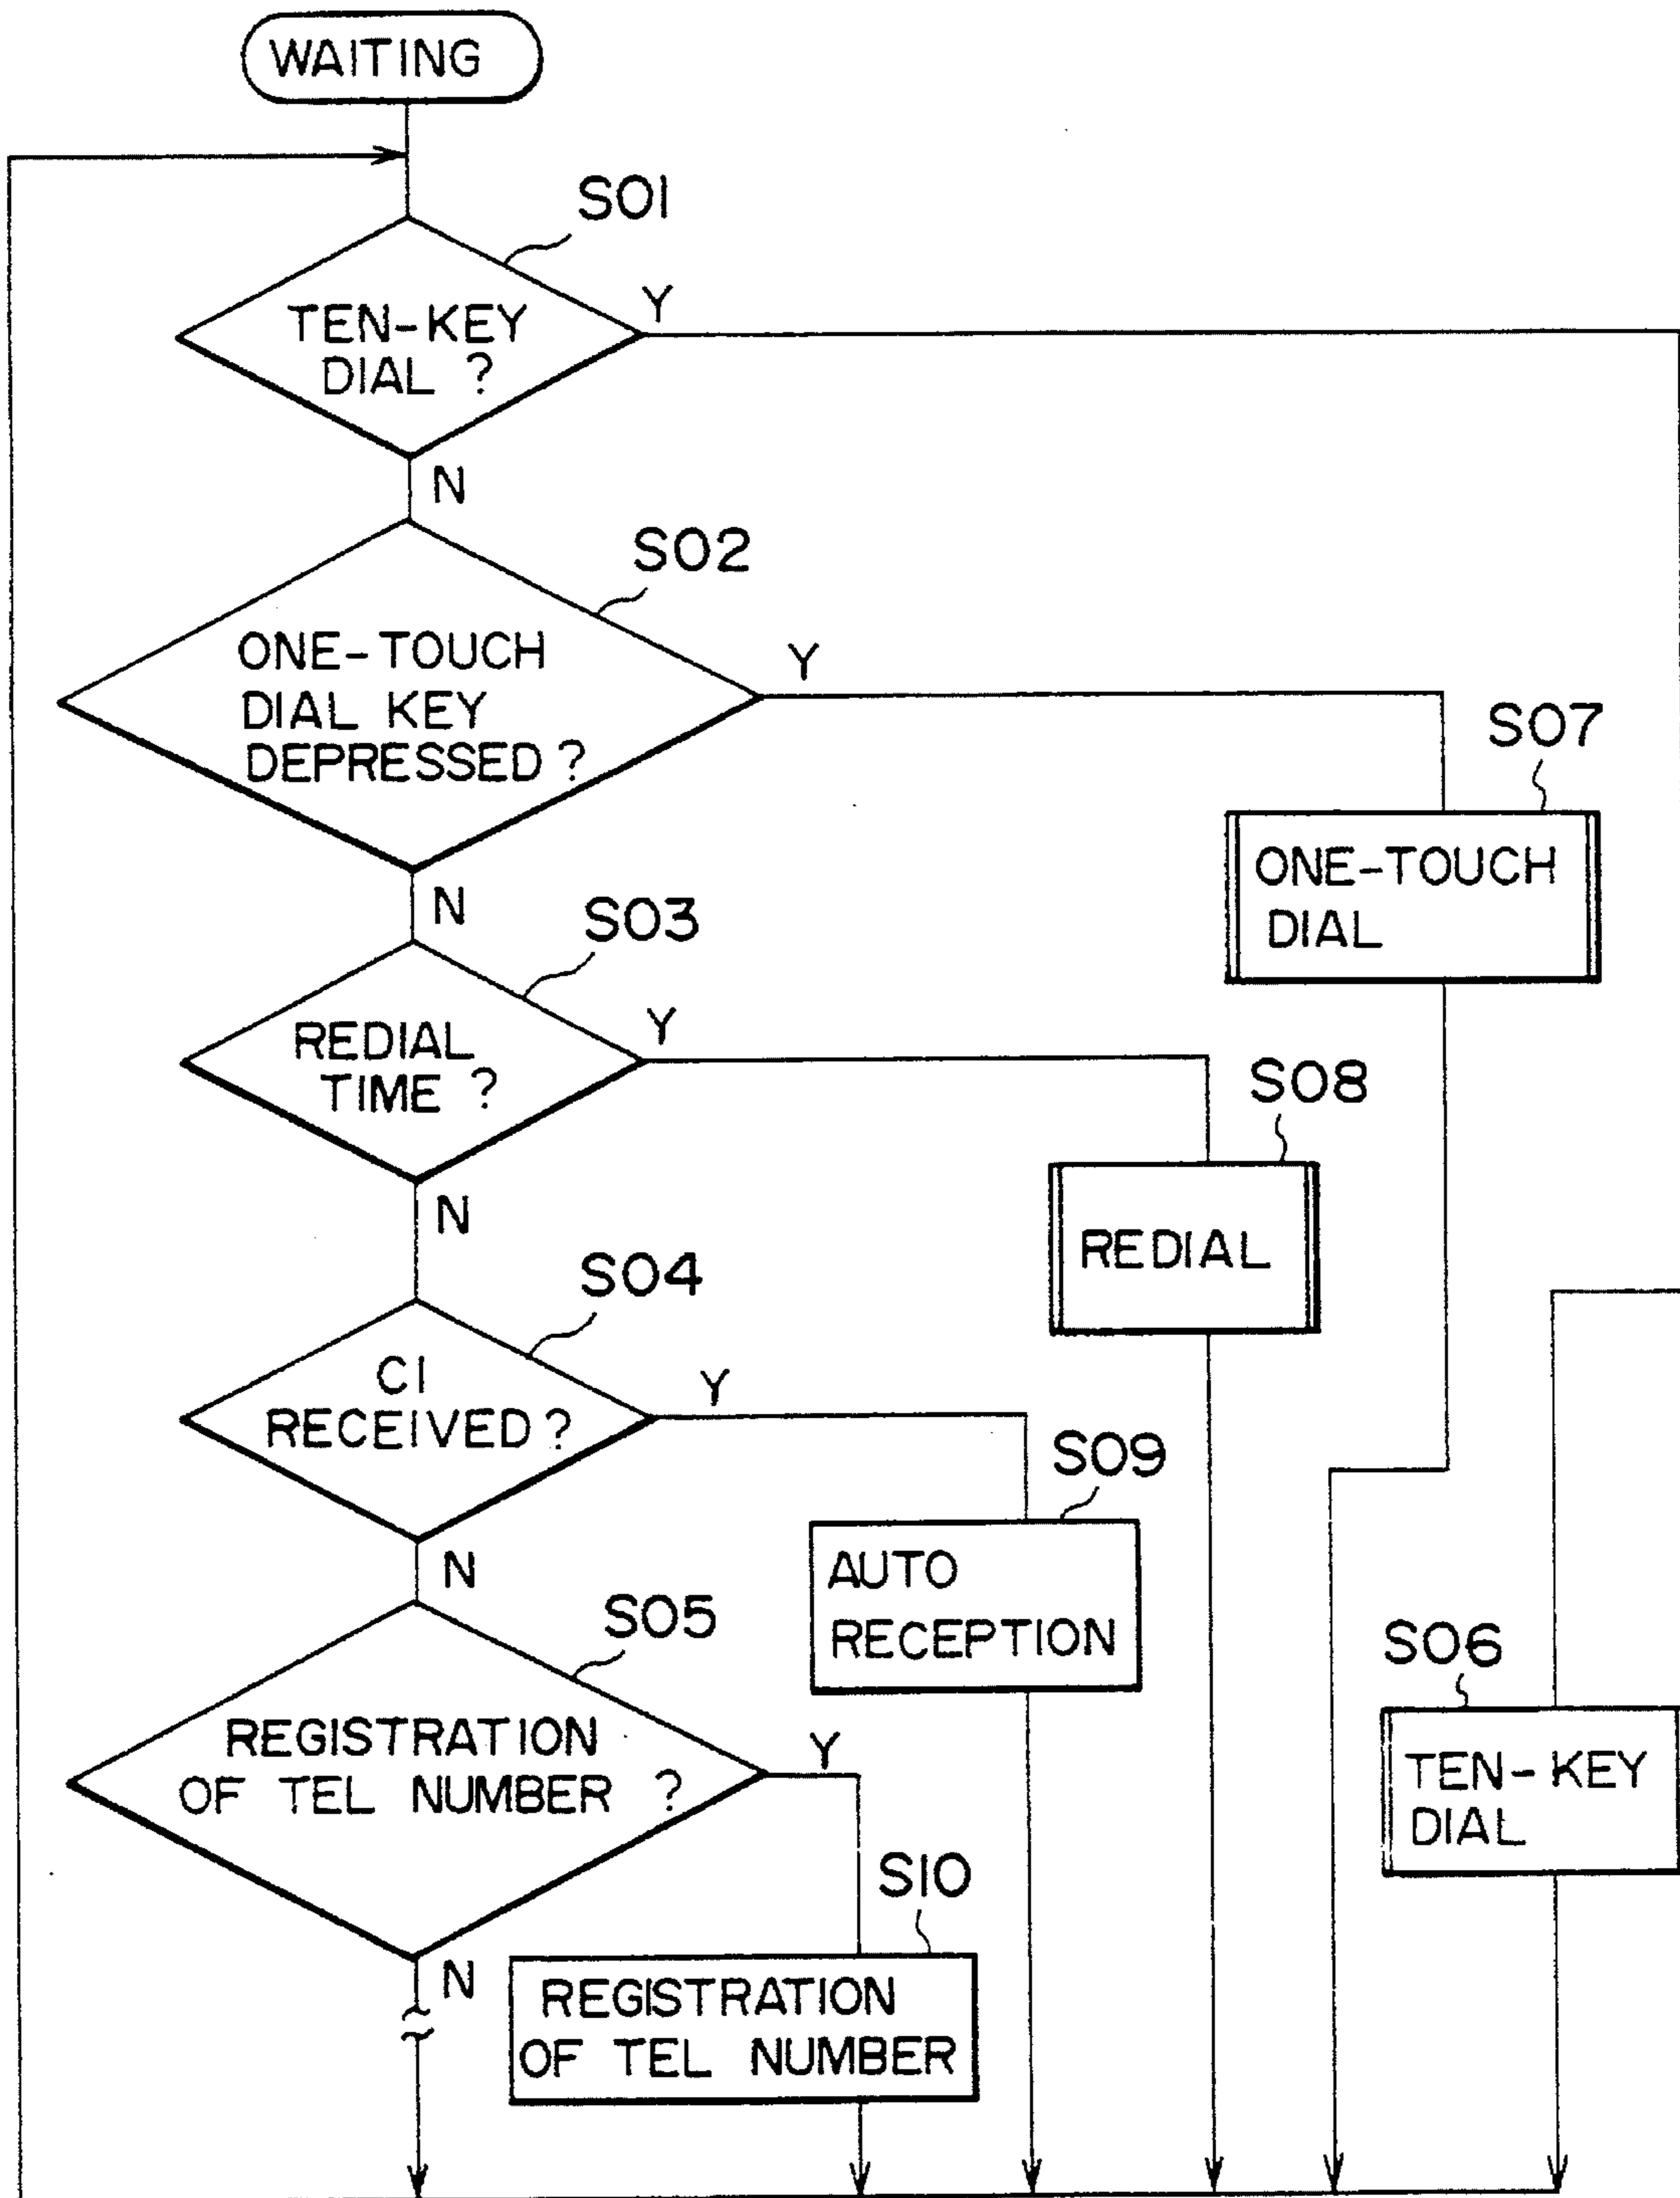 WAITING
S01
TEN-KEY
DIAL ?
Y
N
S02
ONE-TOUCH
DIAL KEY
DEPRESSED ?
Y
N
S07
ONE-TOUCH
DIAL
S03
REDIAL
TIME ?
Y
N
S08
REDIAL
S04
CI
RECEIVED ?
Y
N
S09
AUTO
RECEPTION
S05
REGISTRATION
OF TEL NUMBER ?
Y
N
S06
TEN-KEY
DIAL
S10
REGISTRATION
OF TEL NUMBER